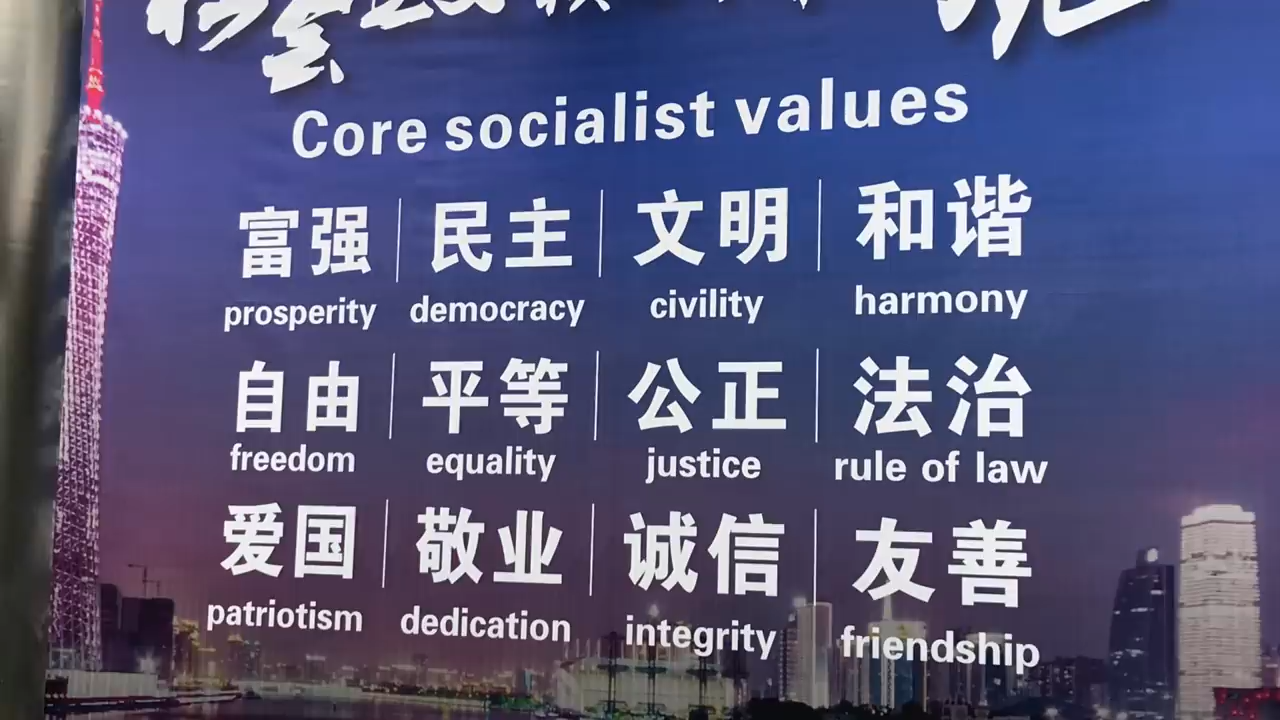 Core socialist values
富强 民主 文明 和谐
prosperity democracy civility harmony
自由 平等 公正 法治
freedom equality justice rule of law
爱国 敬业 诚信 友善
patriotism dedication integrity friendship